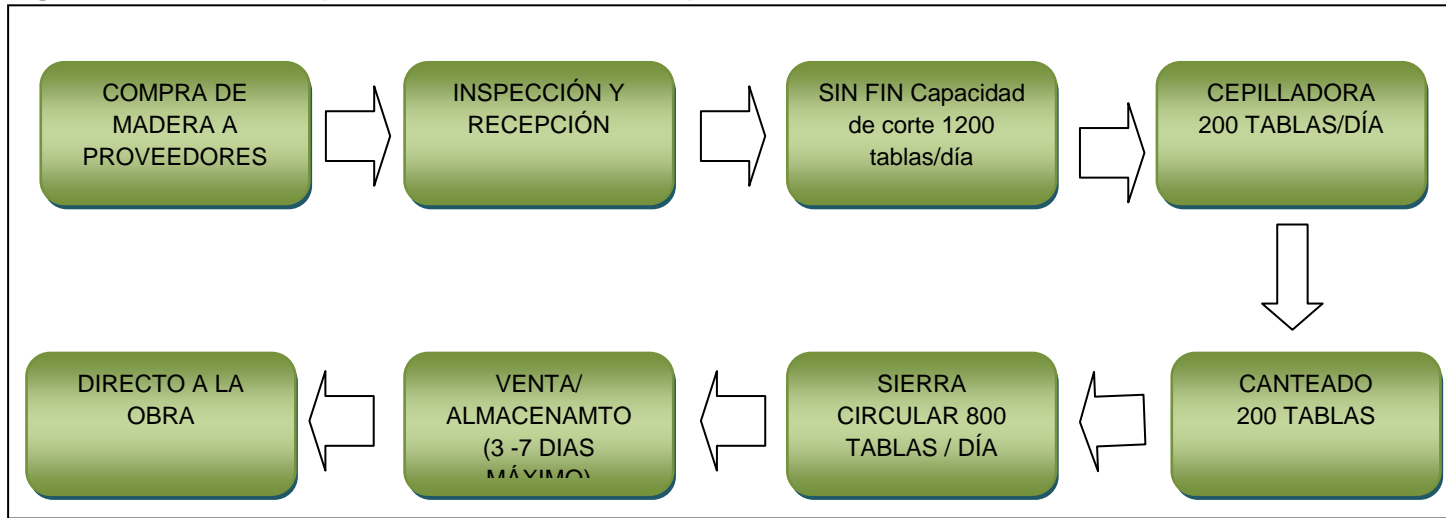 COMPRA DE
MADERA A
PROVEEDORES
INSPECCIÓN Y
RECEPCIÓN
SIN FIN Capacidad
de corte 1200
tablas/día
CEPILLADORA
200 TABLAS/DÍA
CANTEADO
200 TABLAS
SIERRA
CIRCULAR 800
TABLAS / DÍA
VENTA/
ALMACENAMTO
(3 -7 DIAS
MÁXIMO)
DIRECTO A LA
OBRA